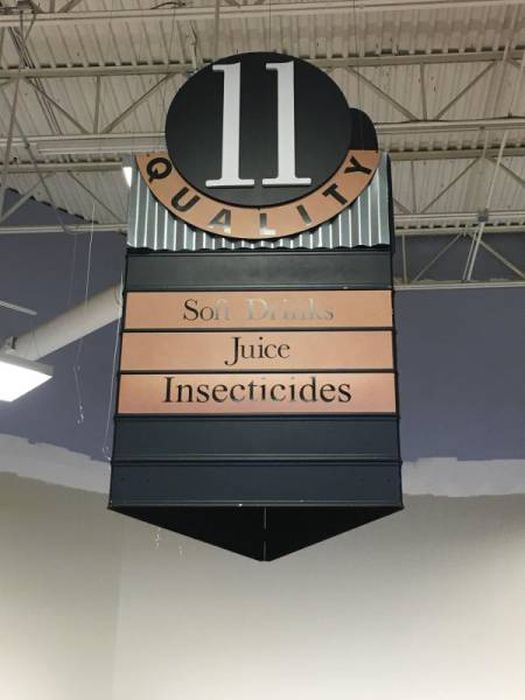 11
QUALITY
Soft Drinks
Juice
Insecticides